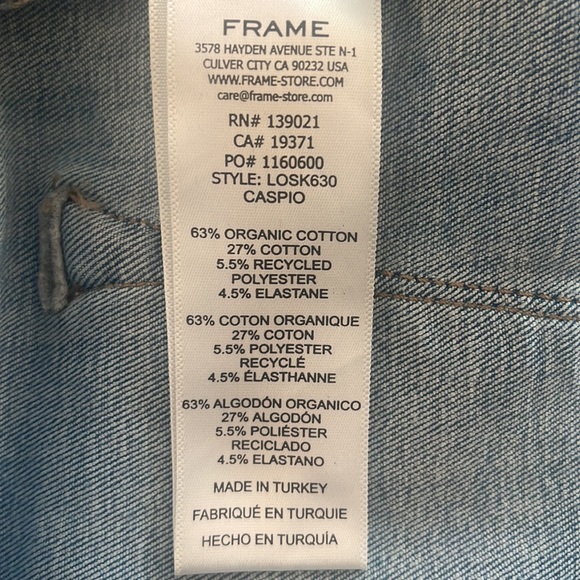 FRAME
3578 HAYDEN AVENUE STE N-1
CULVER CITY CA 90232 USA
WWW.FRAME-STORE.COM
care@frame-store.com
RN# 139021
CA# 19371
PO# 1160600
STYLE: LOSK630
CASPIO
63% ORGANIC COTTON
27% COTTON
5.5% RECYCLED
POLYESTER
4.5% ELASTANE
63% COTON ORGANIQUE
27% COTON
5.5% POLYESTER
RECYCLÉ
4.5% ÉLASTHANNE
63% ALGODÓN ORGANICO
27% ALGODÓN
5.5% POLIÉSTER
RECICLADO
4.5% ELASTANO
MADE IN TURKEY
FABRIQUÉ EN TURQUIE
HECHO EN TURQUÍA